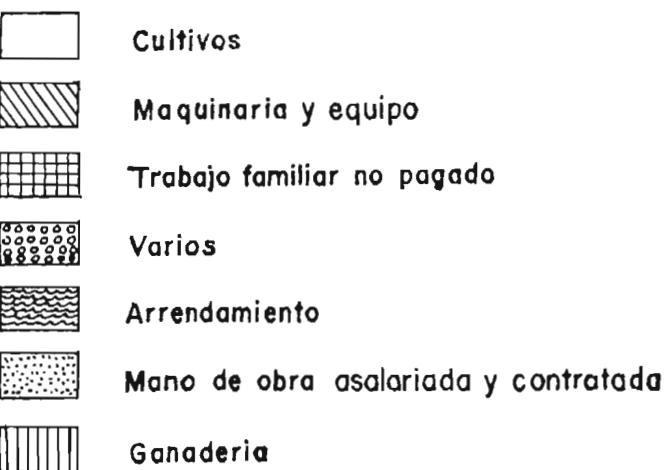 Cultivos
Maquinaria y equipo
Trabajo familiar no pagado
Varios
Arrendamiento
Mano de obra asalariada y contratada
Ganaderia